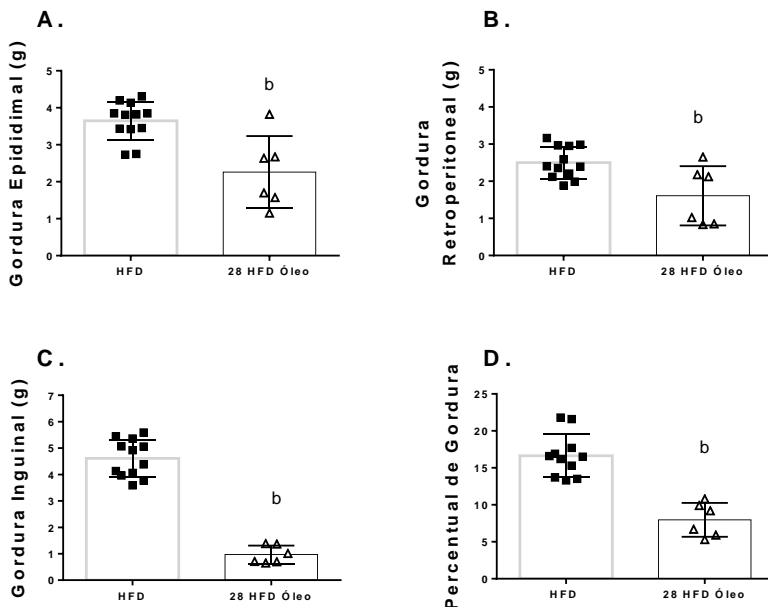 A.
Gordura Epididimal (g)
5
4
3
2
1
0
b
HFD
28 HFD Óleo
B.
Gordura
Retroperitoneal (g)
5
4
3
2
1
0
b
HFD
28 HFD Óleo
C.
Gordura Inguinal (g)
7
6
5
4
3
2
1
0
b
HFD
28 HFD Óleo
D.
Percentual de Gordura
25
20
15
10
5
0
b
HFD
28 HFD Óleo